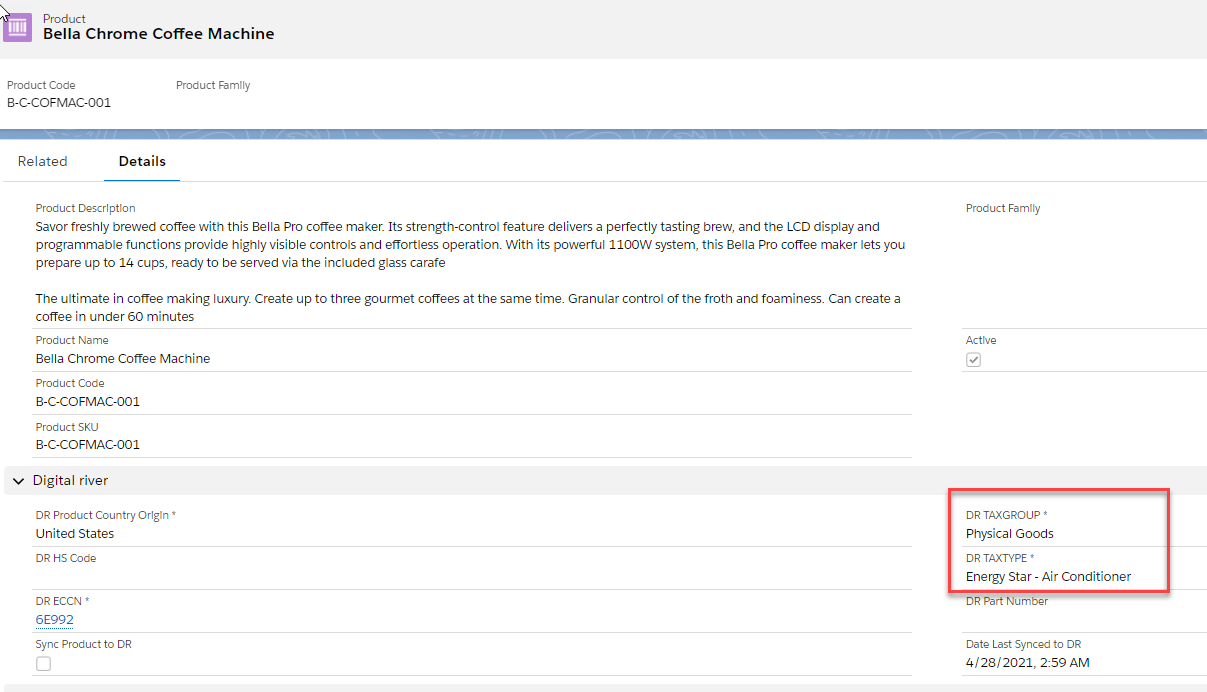 Product
Bella Chrome Coffee Machine
Product Code
Product Family
B-C-COFMAC-001
Related
Details
Product Description
Savor freshly brewed coffee with this Bella Pro coffee maker. Its strength-control feature delivers a perfectly tasting brew, and the LCD display and
programmable functions provide highly visible controls and effortless operation. With its powerful 1100W system, this Bella Pro coffee maker lets you
prepare up to 14 cups, ready to be served via the included glass carafe
The ultimate in coffee making luxury. Create up to three gourmet coffees at the same time. Granular control of the froth and foaminess. Can create a
coffee in under 60 minutes
Product Family
Product Name
Bella Chrome Coffee Machine
Active
Product Code
B-C-COFMAC-001
Product SKU
B-C-COFMAC-001
Digital river
DR Product Country Origin *
United States
DR TAXGROUP *
Physical Goods
DR HS Code
DR TAXTYPE *
Energy Star - Air Conditioner
DR ECCN *
6E992
DR Part Number
Sync Product to DR
Date Last Synced to DR
4/28/2021, 2:59 AM